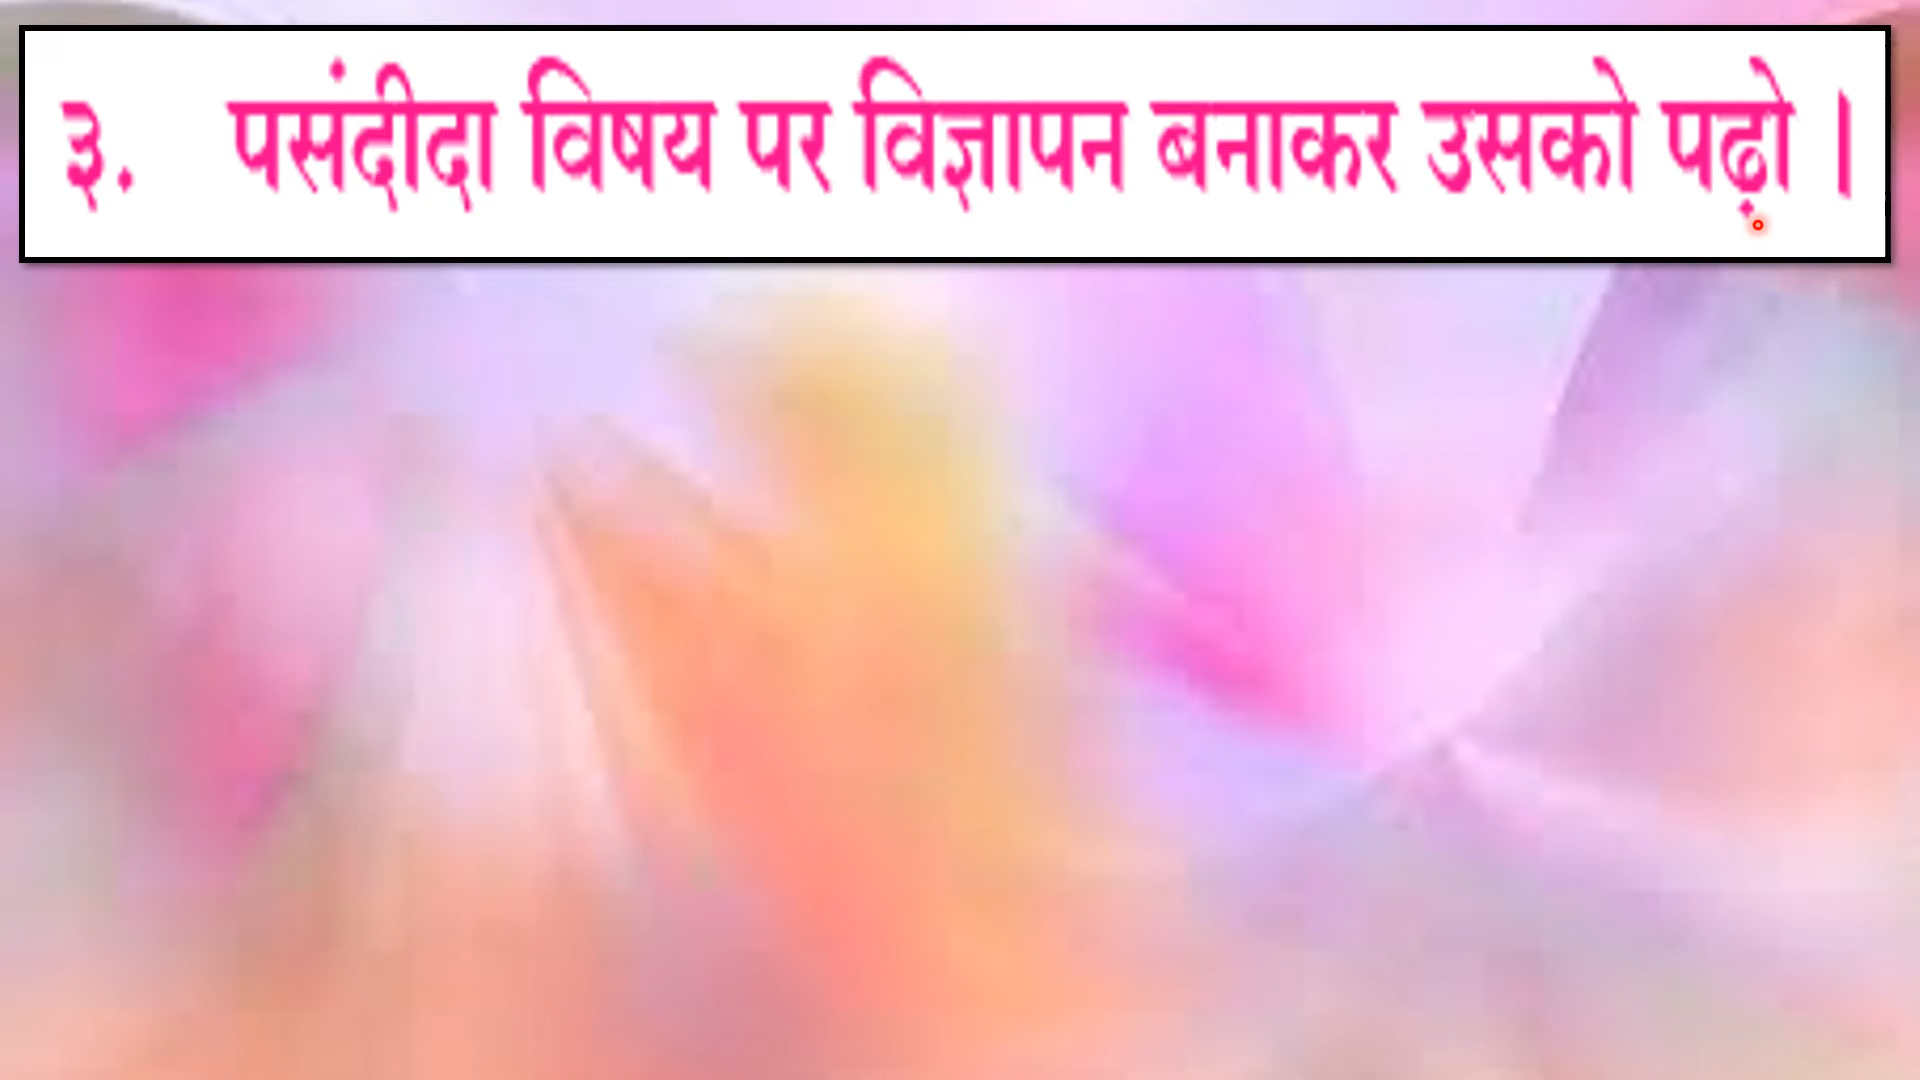 ३. पसंदीदा विषय पर विज्ञापन बनाकर उसको पढ़ो ।